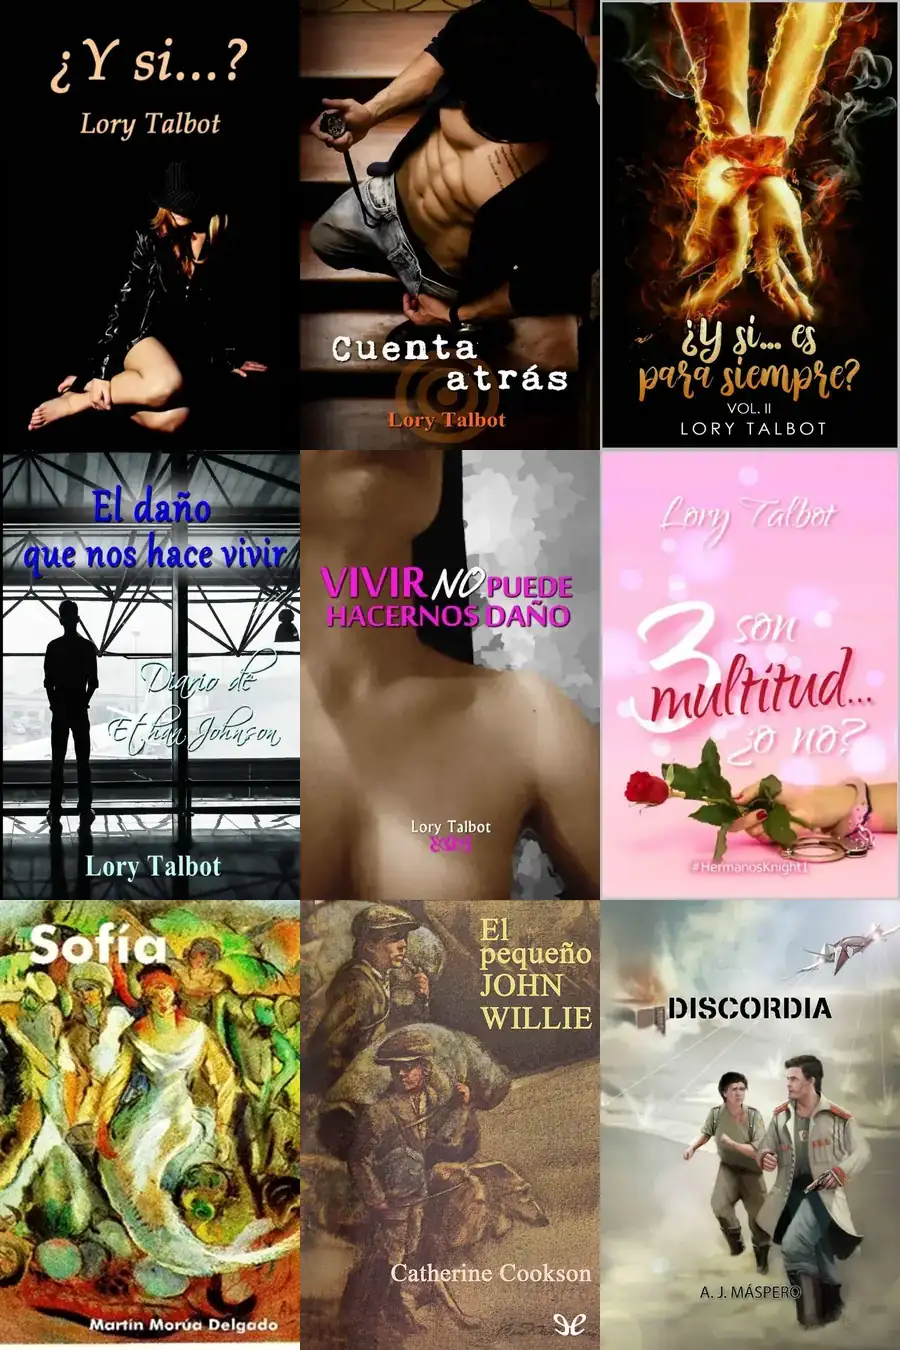 ¿Y si...?
Lory Talbot
Cuenta
atrás
Lory Talbot
¿Y si... es
para siempre?
VOL. II
LORY TALBOT
El daño
que nos hace vivir
Diario de
Ethan Johnson
Lory Talbot
VIVIR NO PUEDE
HACERNOS DAÑO
Lory Talbot
Lory Talbot
3 son
multitud...
¿o no?
#HermanosKnight1
Sofía
Martín Morúa Delgado
El
pequeño
JOHN
WILLIE
Catherine Cookson
DISCORDIA
A. J. MÁSPERO